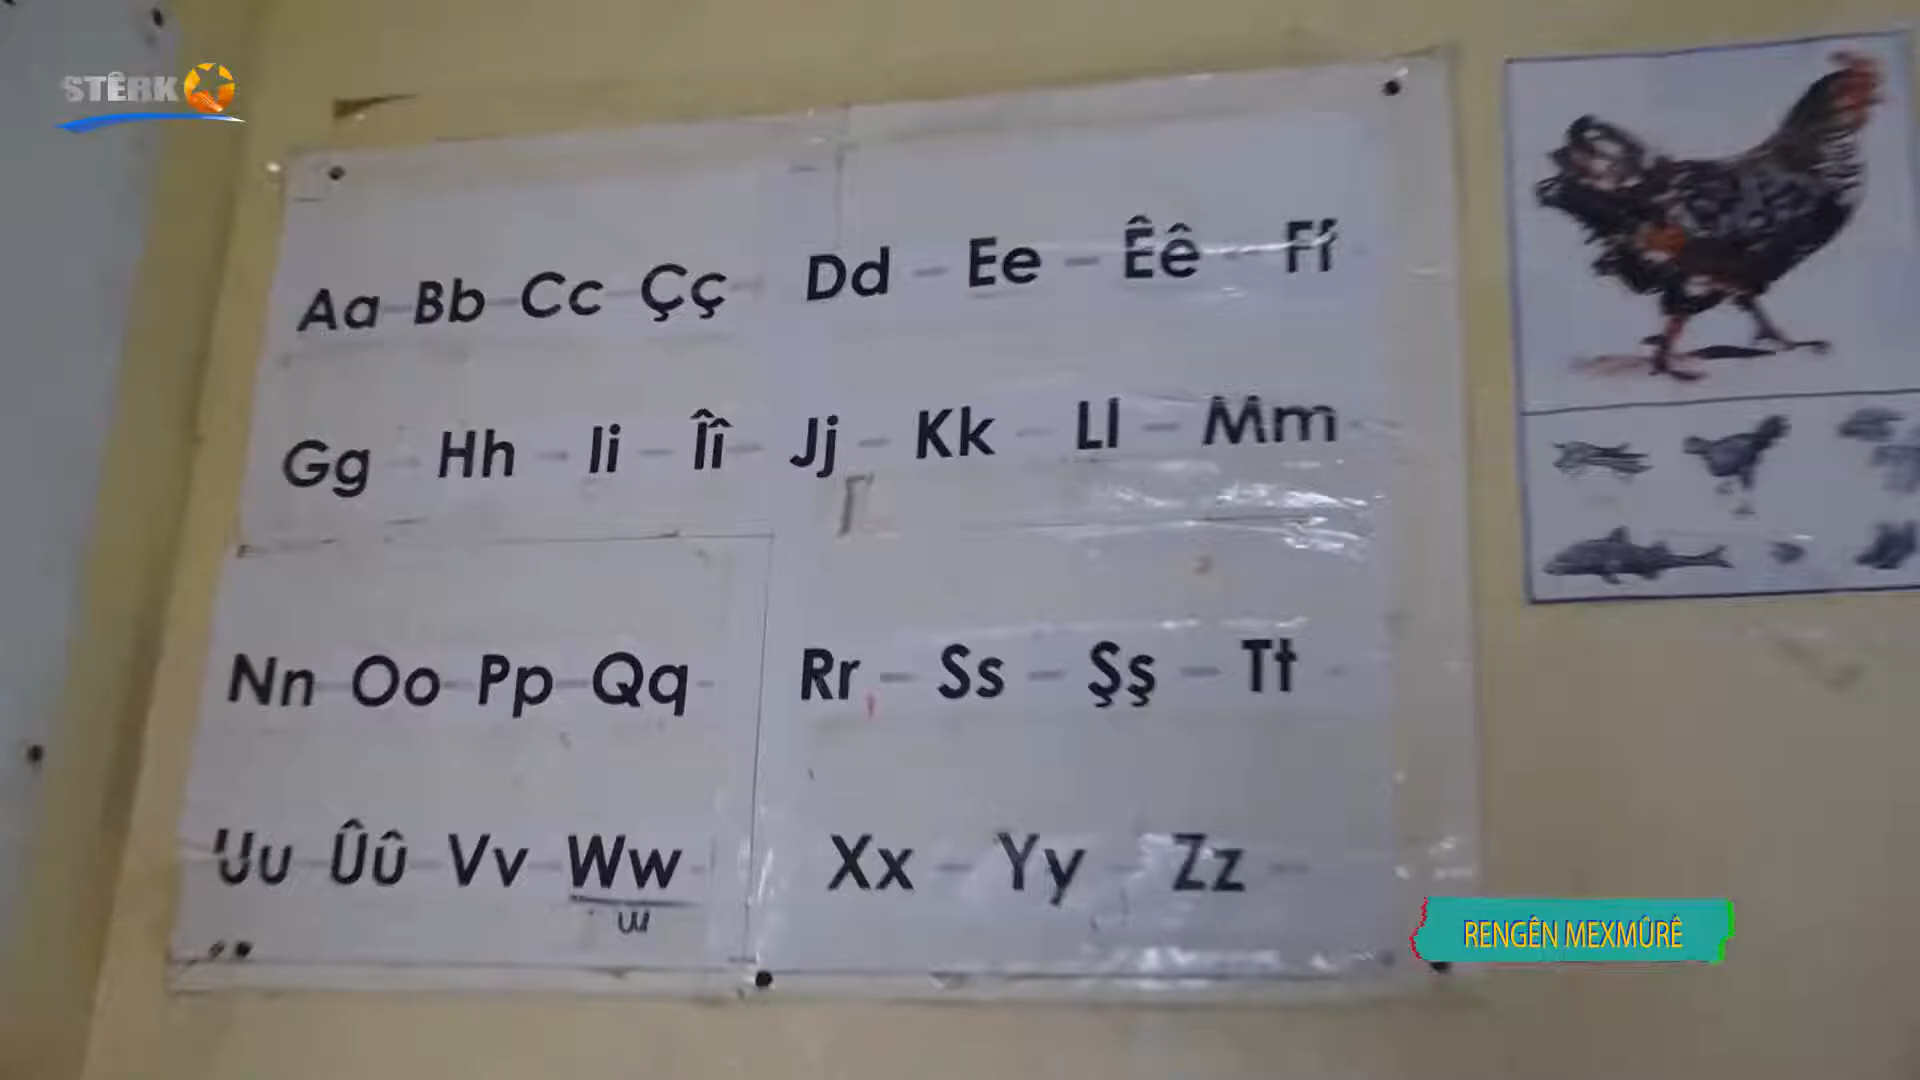 STÊRK
Aa - Bb - Cc - Çç - Dd - Ee - Êê - Ff
Gg - Hh - Ii - Îî - Jj - Kk - Ll - Mm -
Nn - Oo - Pp - Qq - Rr - Ss - Şş - Tt -
Uu - Ûû - Vv - Ww - Xx - Yy - Zz -
w
RENGÊN MEXMÛRÊ